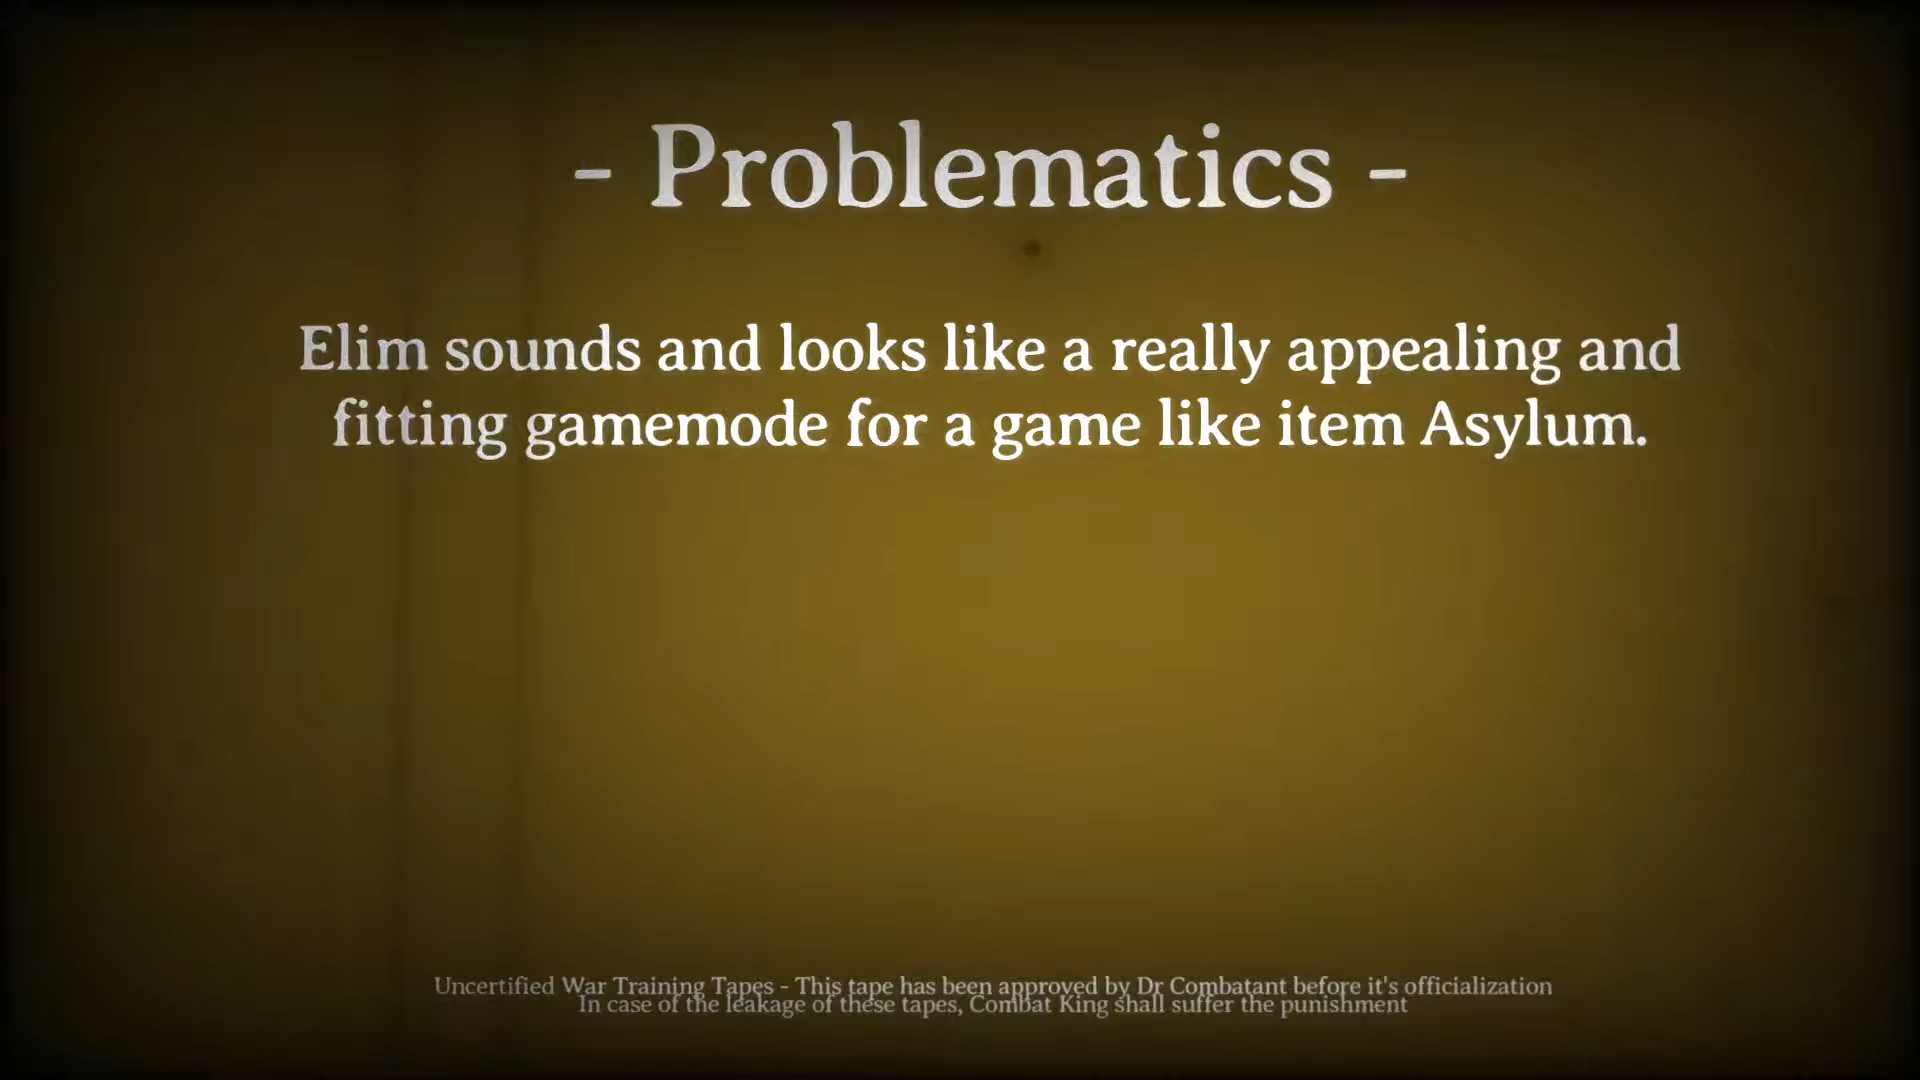 - Problematics -
Elim sounds and looks like a really appealing and
fitting gamemode for a game like item Asylum.
Uncertified War Training Tapes - This tape has been approved by Dr Combatant before it's officialization
In case of the leakage of these tapes, Combat King shall suffer the punishment